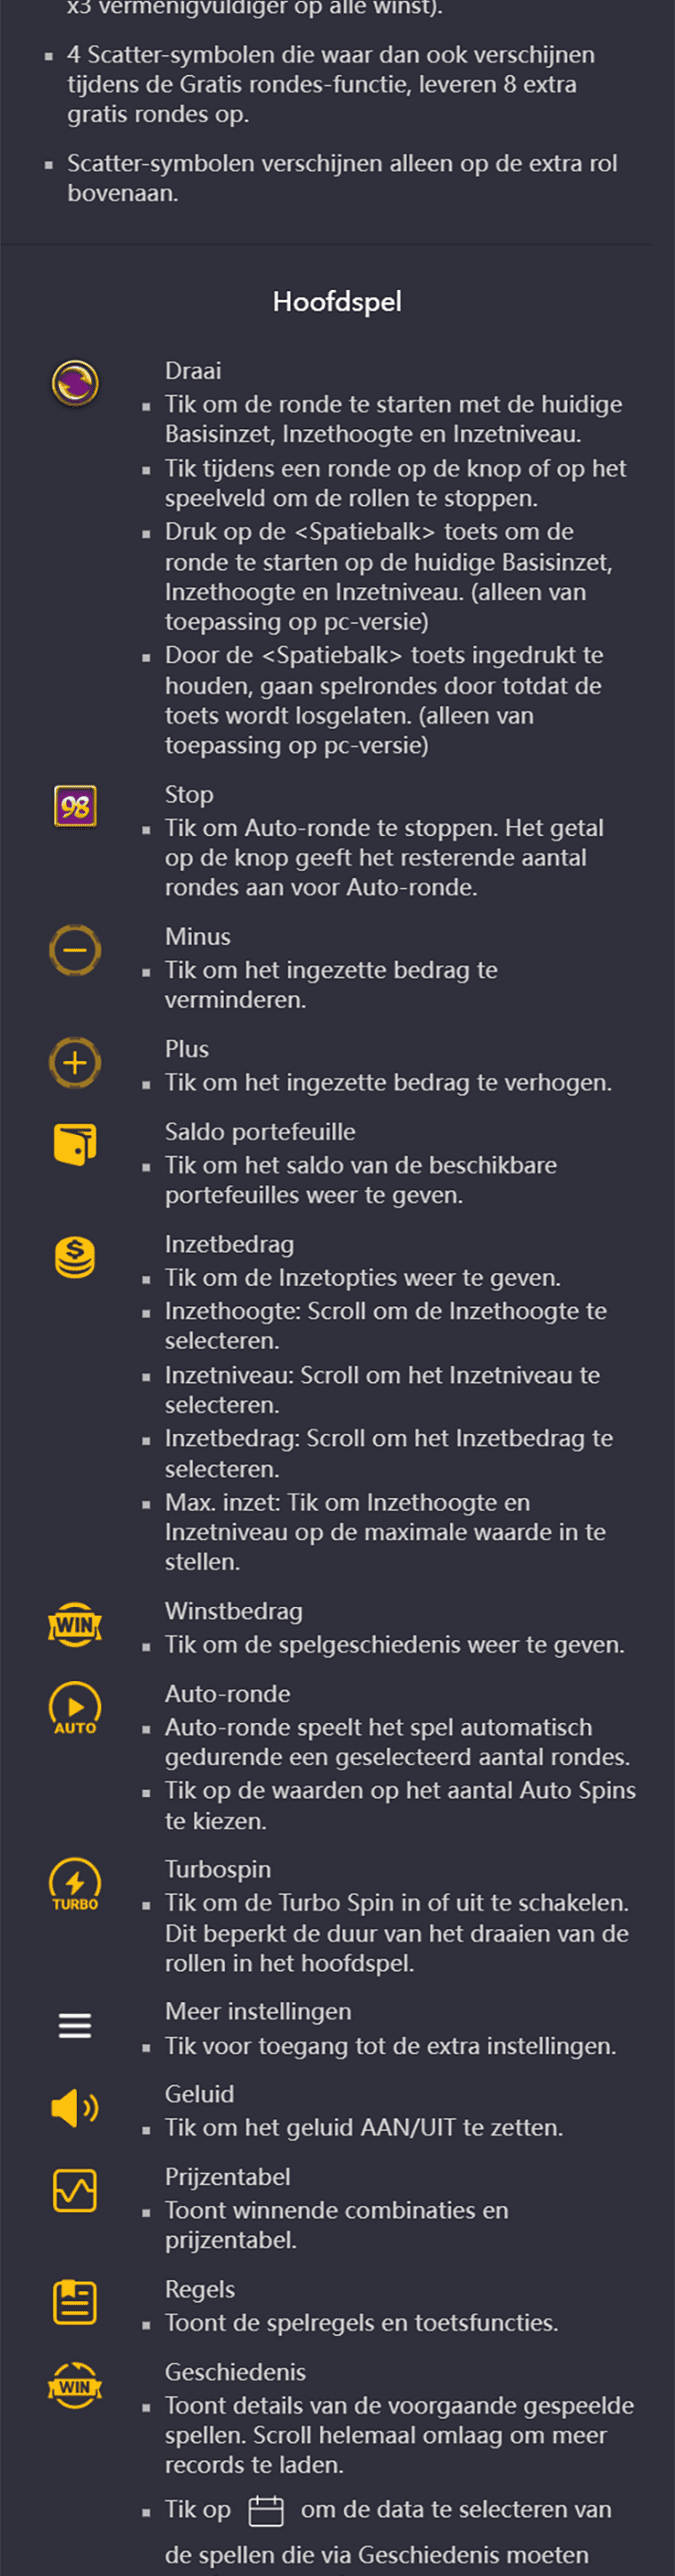 x3 vermenigvuldiger op alle winst).
4 Scatter-symbolen die waar dan ook verschijnen
tijdens de Gratis rondes-functie, leveren 8 extra
gratis rondes op.
Scatter-symbolen verschijnen alleen op de extra rol
bovenaan.
Hoofdspel
Draai
Tik om de ronde te starten met de huidige
Basisinzet, Inzethoogte en Inzetniveau.
Tik tijdens een ronde op de knop of op het
speelveld om de rollen te stoppen.
Druk op de <Spatiebalk> toets om de
ronde te starten op de huidige Basisinzet,
Inzethoogte en Inzetniveau. (alleen van
toepassing op pc-versie)
Door de <Spatiebalk> toets ingedrukt te
houden, gaan spelrondes door totdat de
toets wordt losgelaten. (alleen van
toepassing op pc-versie)
98
Stop
Tik om Auto-ronde te stoppen. Het getal
op de knop geeft het resterende aantal
rondes aan voor Auto-ronde.
Minus
Tik om het ingezette bedrag te
verminderen.
Plus
Tik om het ingezette bedrag te verhogen.
Saldo portefeuille
Tik om het saldo van de beschikbare
portefeuilles weer te geven.
Inzetbedrag
Tik om de Inzetopties weer te geven.
Inzethoogte: Scroll om de Inzethoogte te
selecteren.
Inzetniveau: Scroll om het Inzetniveau te
selecteren.
Inzetbedrag: Scroll om het Inzetbedrag te
selecteren.
Max. inzet: Tik om Inzethoogte en
Inzetniveau op de maximale waarde in te
stellen.
WIN
Winstbedrag
Tik om de spelgeschiedenis weer te geven.
AUTO
Auto-ronde
Auto-ronde speelt het spel automatisch
gedurende een geselecteerd aantal rondes.
Tik op de waarden op het aantal Auto Spins
te kiezen.
TURBO
Turbospin
Tik om de Turbo Spin in of uit te schakelen.
Dit beperkt de duur van het draaien van de
rollen in het hoofdspel.
Meer instellingen
Tik voor toegang tot de extra instellingen.
Geluid
Tik om het geluid AAN/UIT te zetten.
Prijzentabel
Toont winnende combinaties en
prijzentabel.
Regels
Toont de spelregels en toetsfuncties.
WIN
Geschiedenis
Toont details van de voorgaande gespeelde
spellen. Scroll helemaal omlaag om meer
records te laden.
Tik op om de data te selecteren van
de spellen die via Geschiedenis moeten